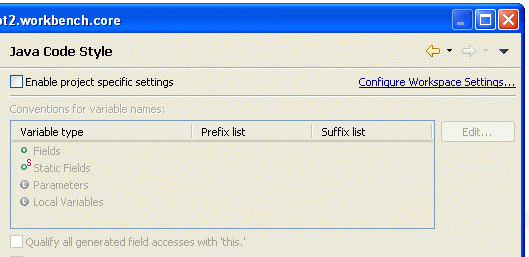 pt2.workbench.core
Java Code Style
Enable project specific settings
Configure Workspace Settings...
Conventions for variable names:
Variable type Prefix list Suffix list
Edit...
Fields
S Static Fields
Parameters
Local Variables
Qualify all generated field accesses with 'this.'